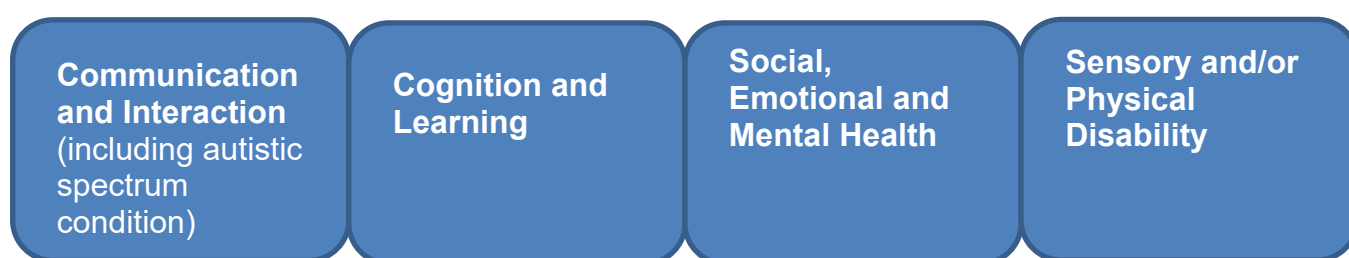 Communication
and Interaction
(including autistic
spectrum
condition)
Cognition and
Learning
Social,
Emotional and
Mental Health
Sensory and/or
Physical
Disability